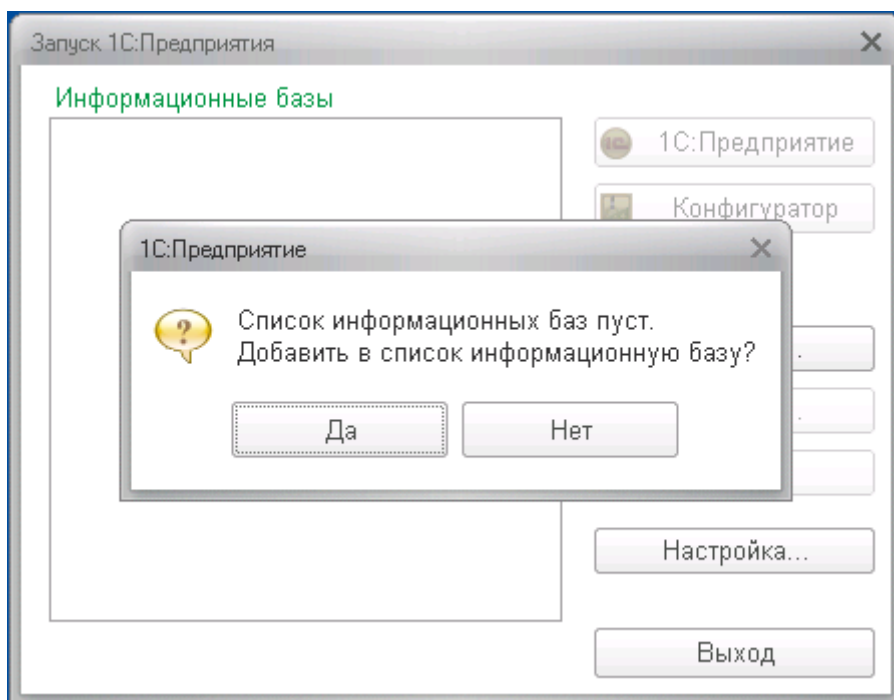 Запуск 1С:Предприятия
Информационные базы
1С:Предприятие
Конфигуратор
1С:Предприятие
Список информационных баз пуст.
Добавить в список информационную базу?
Да
Нет
Настройка...
Выход